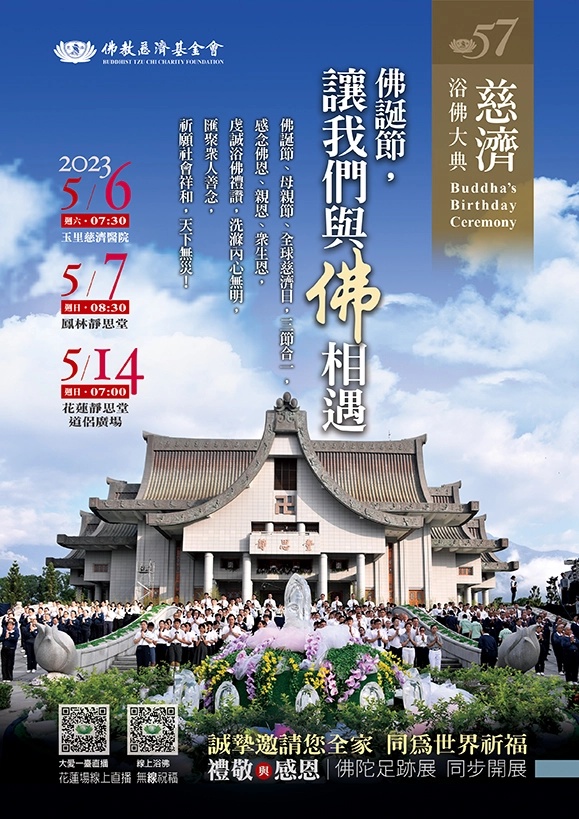 佛教慈濟基金會
BUDDHIST TZU CHI CHARITY FOUNDATION
57
慈濟
浴佛大典
Buddha's
Birthday
Ceremony
佛誕節，
讓我們與佛相遇
佛誕節、母親節、全球慈濟日，三節合一，
感念佛恩、親恩、眾生恩，
虔誠浴佛禮讚，洗滌內心無明，
匯聚眾人善念，
祈願社會祥和，天下無災！
2023
5/6
週六・07:30
玉里慈濟醫院
5/7
週日・08:30
鳳林靜思堂
5/14
週日・07:00
花蓮靜思堂
道侶廣場
靜思堂
大愛一臺直播
花蓮場線上直播
線上浴佛
無線祝福
誠摯邀請您全家 同為世界祈福
禮敬與感恩│佛陀足跡展 同步開展